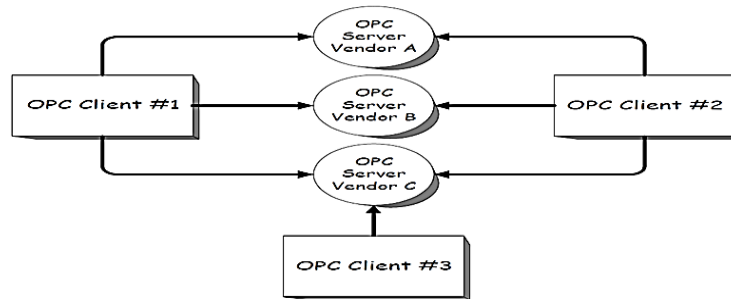 OPC
Server
Vendor A
OPC Client #1
OPC
Server
Vendor B
OPC Client #2
OPC
Server
Vendor C
OPC Client #3